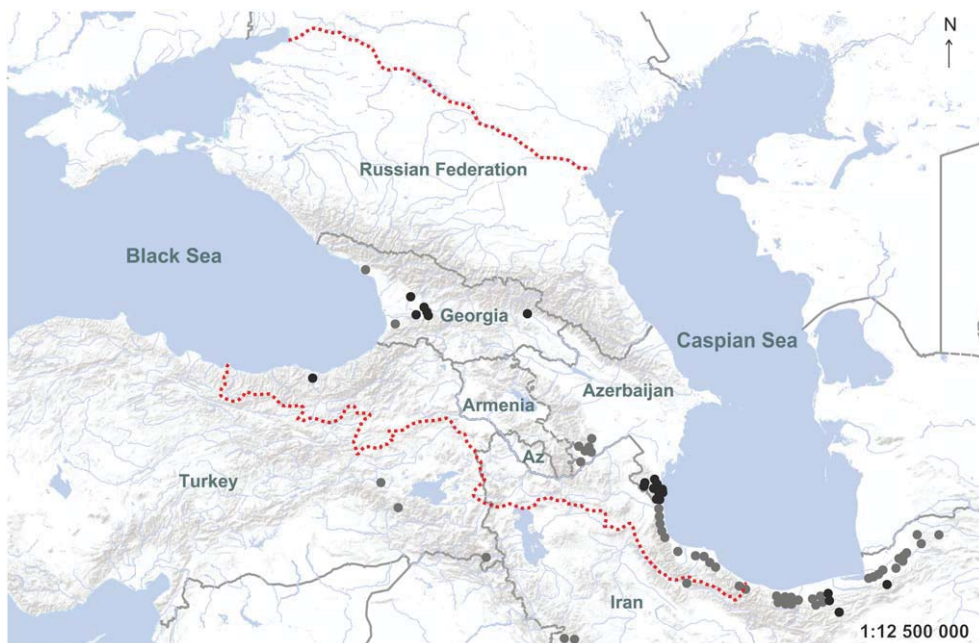 N
Russian Federation
Black Sea
Georgia
Caspian Sea
Azerbaijan
Armenia
Az
Turkey
Iran
1:12 500 000